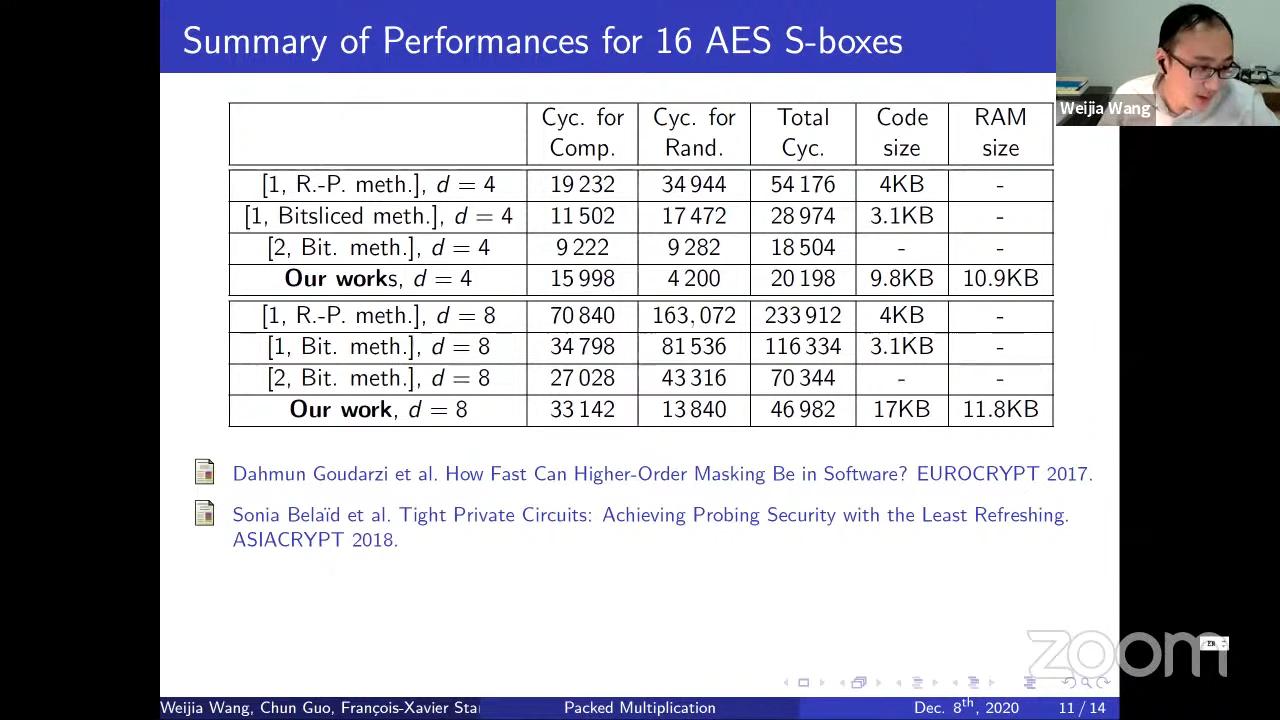 Summary of Performances for 16 AES S-boxes
Weijia Wang
Cyc. for Comp. Cyc. for Rand. Total Cyc. Code size RAM size
[1, R.-P. meth.], d = 4 19 232 34 944 54 176 4KB -
[1, Bitsliced meth.], d = 4 11 502 17 472 28 974 3.1KB -
[2, Bit. meth.], d = 4 9 222 9 282 18 504 - -
Our works, d = 4 15 998 4 200 20 198 9.8KB 10.9KB
[1, R.-P. meth.], d = 8 70 840 163, 072 233 912 4KB -
[1, Bit. meth.], d = 8 34 798 81 536 116 334 3.1KB -
[2, Bit. meth.], d = 8 27 028 43 316 70 344 - -
Our work, d = 8 33 142 13 840 46 982 17KB 11.8KB
Dahmun Goudarzi et al. How Fast Can Higher-Order Masking Be in Software? EUROCRYPT 2017.
Sonia Belaïd et al. Tight Private Circuits: Achieving Probing Security with the Least Refreshing.
ASIACRYPT 2018.
zoom
Weijia Wang, Chun Guo, François-Xavier Packed Multiplication Dec. 8th, 2020 11 / 14